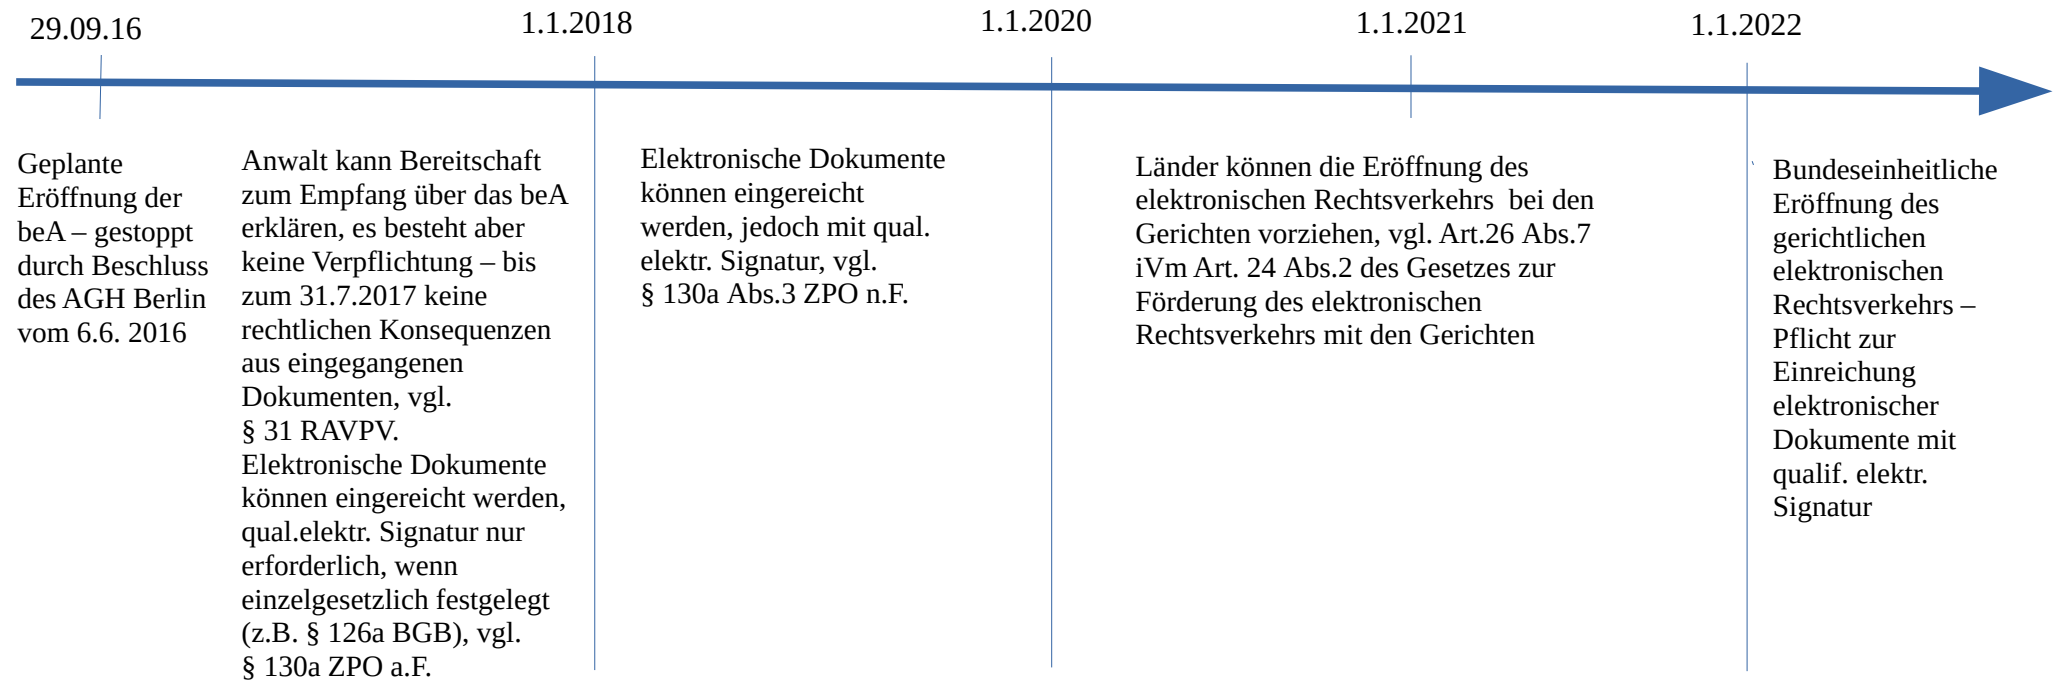 29.09.16
1.1.2018
1.1.2020
1.1.2021
1.1.2022
Geplante
Eröffnung der
beA – gestoppt
durch Beschluss
des AGH Berlin
vom 6.6. 2016
Anwalt kann Bereitschaft
zum Empfang über das beA
erklären, es besteht aber
keine Verpflichtung – bis
zum 31.7.2017 keine
rechtlichen Konsequenzen
aus eingegangenen
Dokumenten, vgl.
§ 31 RAVPV.
Elektronische Dokumente
können eingereicht werden,
qual.elektr. Signatur nur
erforderlich, wenn
einzelgesetzlich festgelegt
(z.B. § 126a BGB), vgl.
§ 130a ZPO a.F.
Elektronische Dokumente
können eingereicht
werden, jedoch mit qual.
elektr. Signatur, vgl.
§ 130a Abs.3 ZPO n.F.
Länder können die Eröffnung des
elektronischen Rechtsverkehrs  bei den
Gerichten vorziehen, vgl. Art.26 Abs.7
iVm Art. 24 Abs.2 des Gesetzes zur
Förderung des elektronischen
Rechtsverkehrs mit den Gerichten
Bundeseinheitliche
Eröffnung des
gerichtlichen
elektronischen
Rechtsverkehrs –
Pflicht zur
Einreichung
elektronischer
Dokumente mit
qualif. elektr.
Signatur